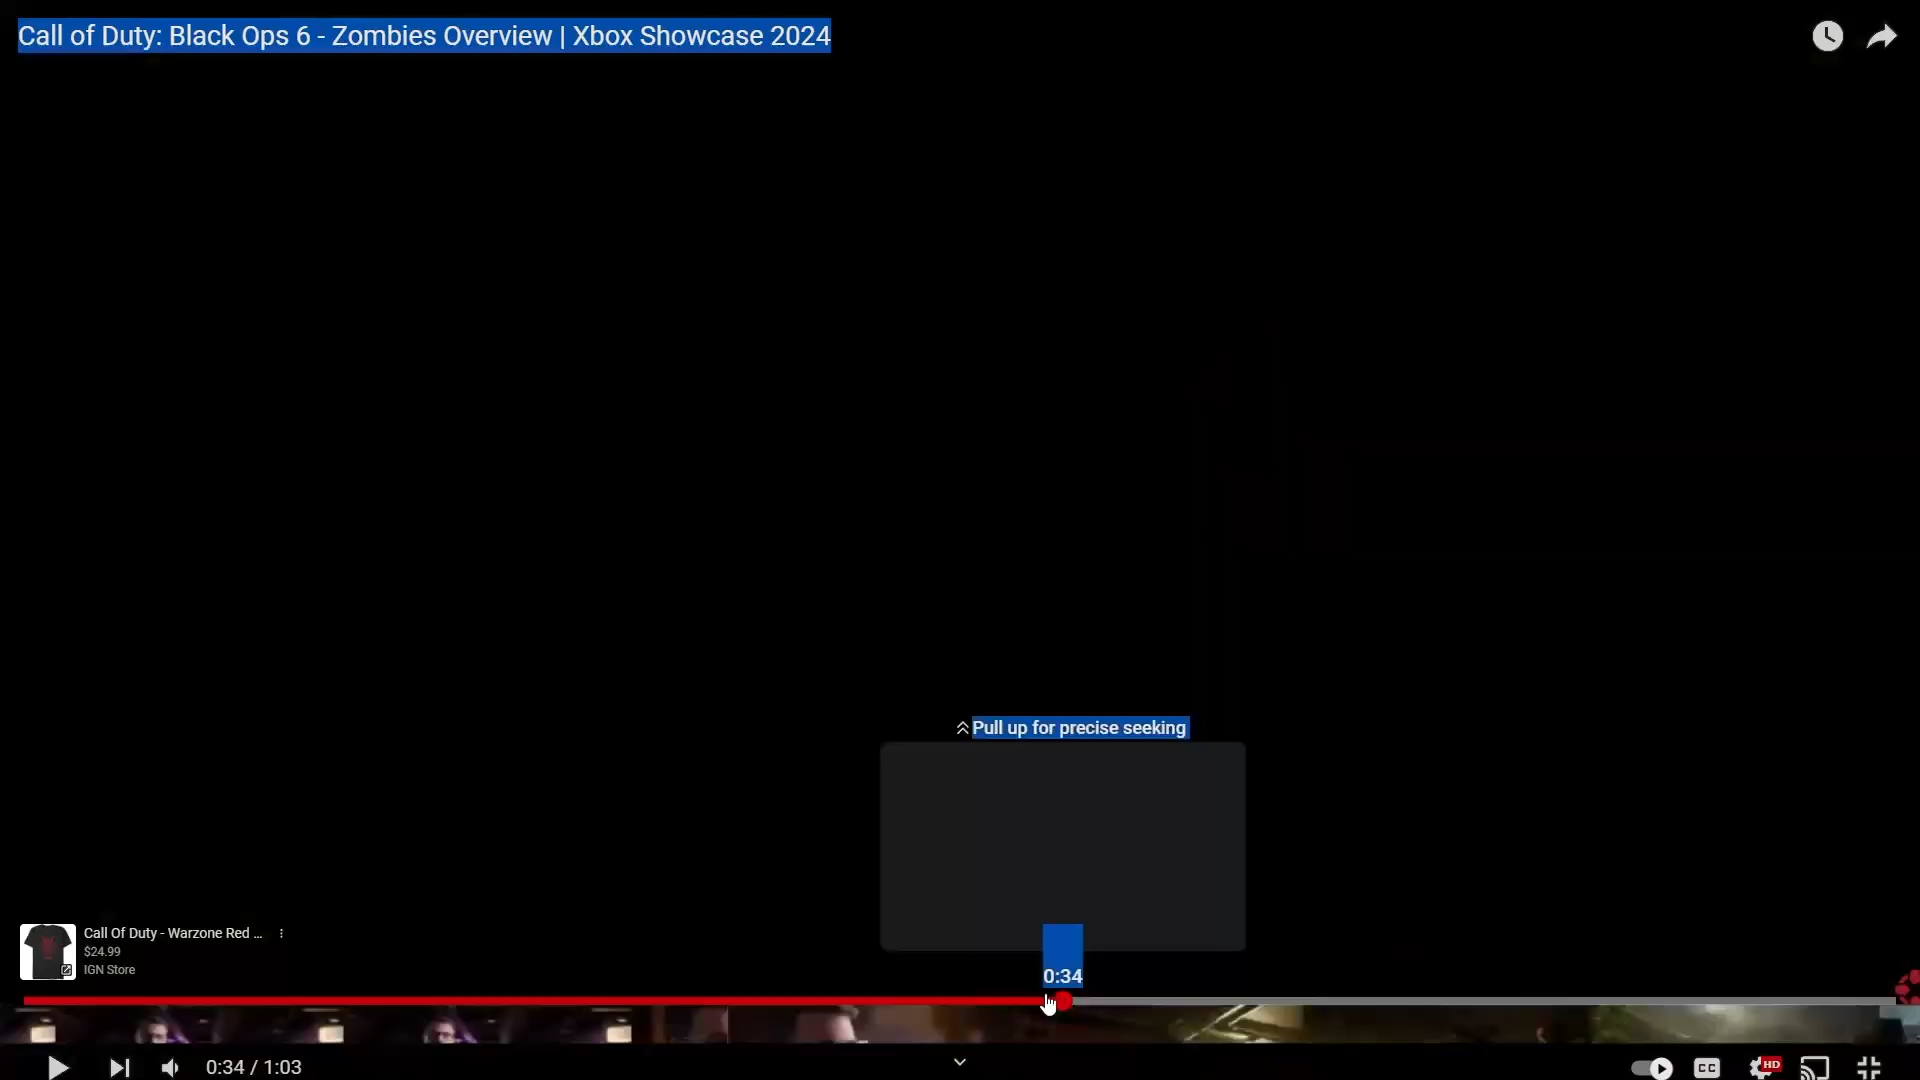 Call of Duty: Black Ops 6 - Zombies Overview | Xbox Showcase 2024
Pull up for precise seeking
Call Of Duty - Warzone Red ...
$24.99
IGN Store
0:34
0:34 / 1:03
CC
HD